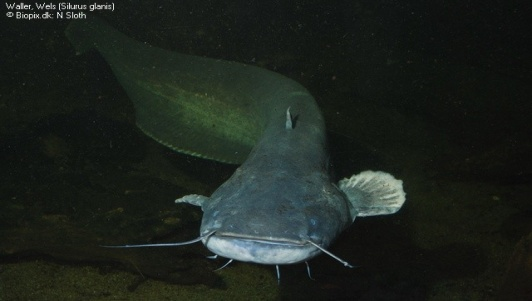 Waller, Wels (Silurus glanis)
© Biopix.dk: N Sloth